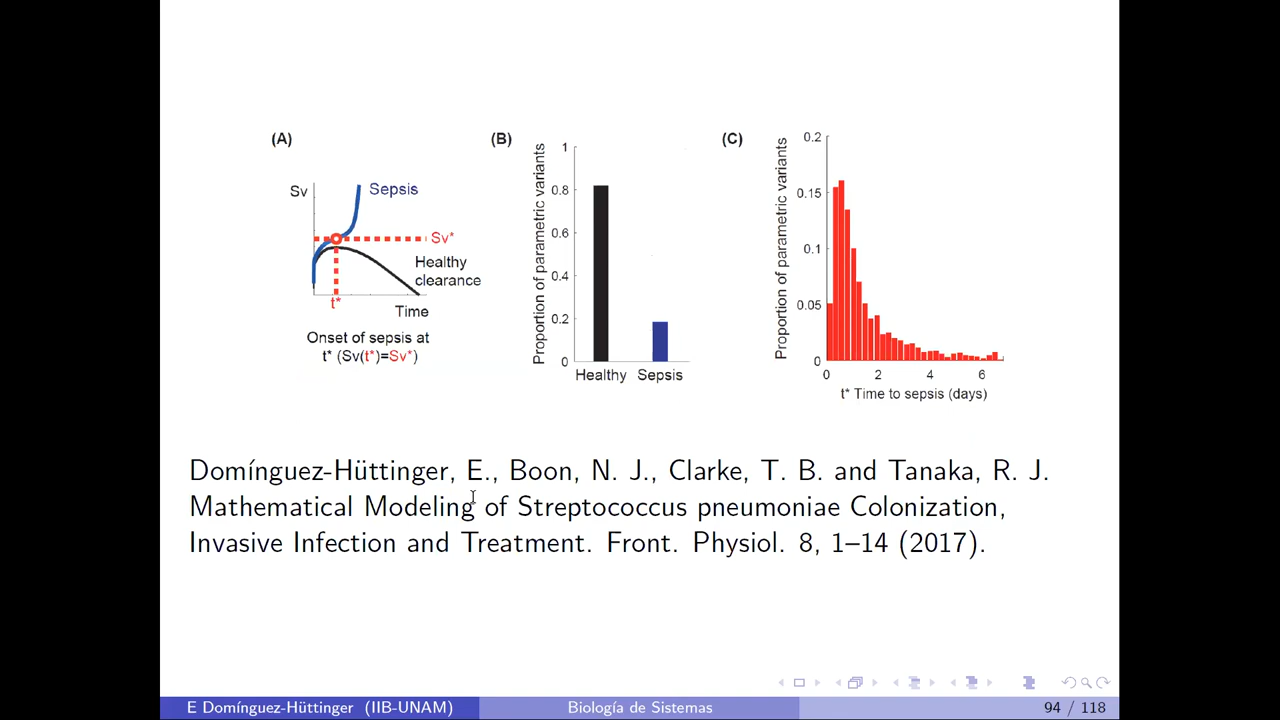 (A)
Sv
Sepsis
Sv*
Healthy
clearance
t*
Time
Onset of sepsis at
t* (Sv(t*)=Sv*)
(B)
Proportion of parametric variants
1
0.8
0.6
0.4
0.2
0
Healthy Sepsis
(C)
Proportion of parametric variants
0.2
0.15
0.1
0.05
0
0 2 4 6
t* Time to sepsis (days)
Domínguez-Hüttinger, E., Boon, N. J., Clarke, T. B. and Tanaka, R. J.
Mathematical Modeling of Streptococcus pneumoniae Colonization,
Invasive Infection and Treatment. Front. Physiol. 8, 1–14 (2017).
E Domínguez-Hüttinger (IIB-UNAM) Biología de Sistemas 94 / 118